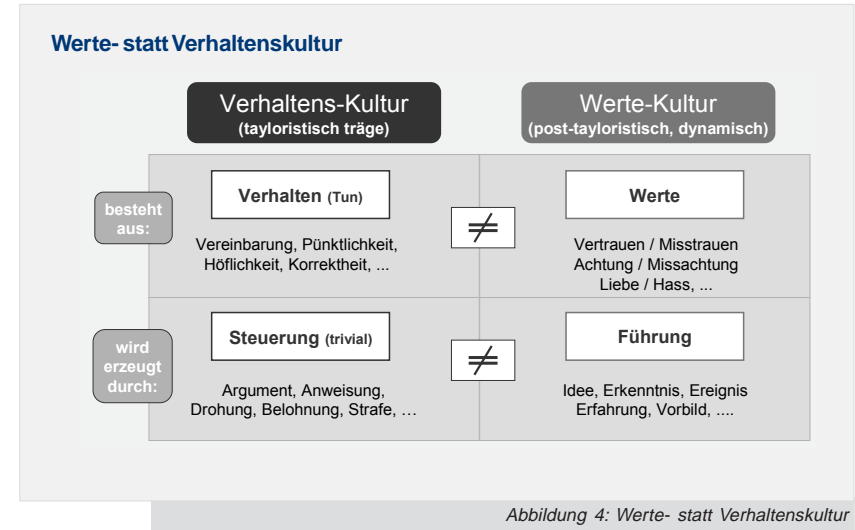 Werte- statt Verhaltenskultur
Verhaltens-Kultur
(tayloristisch träge)
Werte-Kultur
(post-tayloristisch, dynamisch)
besteht
aus:
Verhalten (Tun)
Vereinbarung, Pünktlichkeit,
Höflichkeit, Korrektheit, ...
≠
Werte
Vertrauen / Misstrauen
Achtung / Missachtung
Liebe / Hass, ...
wird
erzeugt
durch:
Steuerung (trivial)
Argument, Anweisung,
Drohung, Belohnung, Strafe, …
≠
Führung
Idee, Erkenntnis, Ereignis
Erfahrung, Vorbild, ....
Abbildung 4: Werte- statt Verhaltenskultur